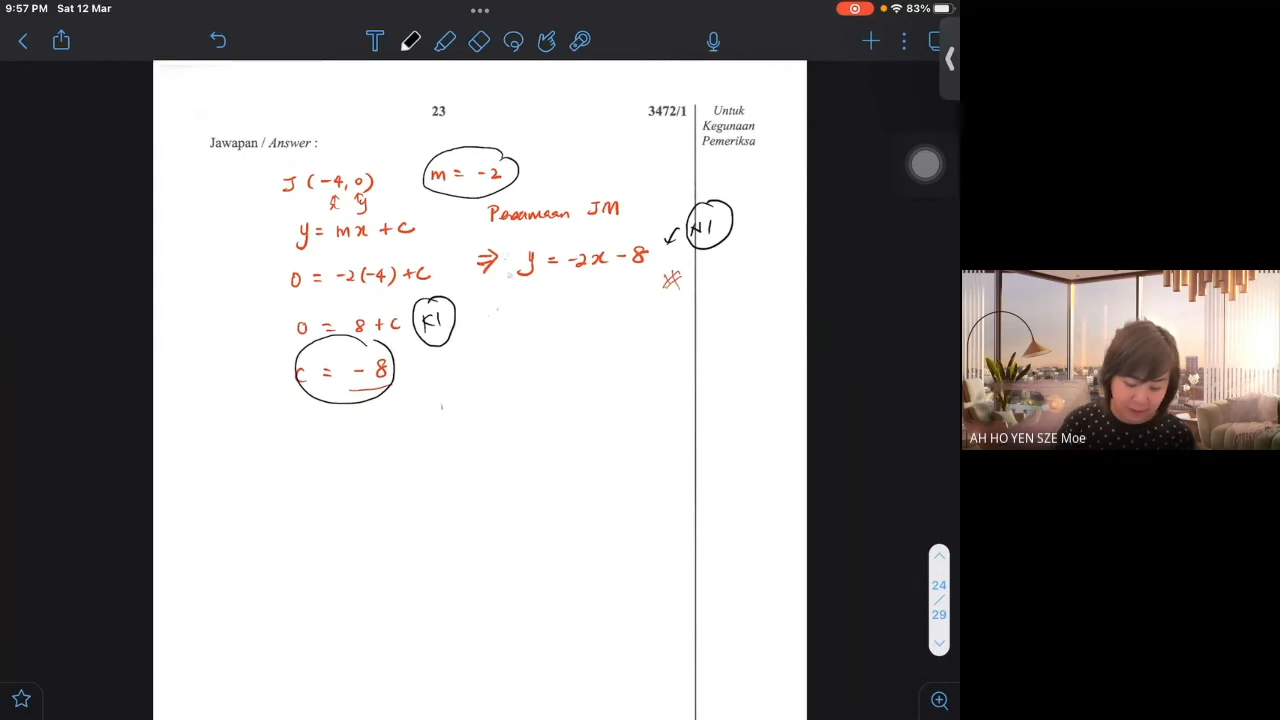 9:57 PM Sat 12 Mar
83%
23
3472/1
Untuk
Kegunaan
Pemeriksa
Jawapan / Answer :
J (-4, 0)
x y
m = -2
y = mx + c
Persamaan JM
N1
0 = -2(-4) + c
⇒ y = -2x - 8
0 = 8 + c
K1
c = - 8
AH HO YEN SZE Moe
24
/
29